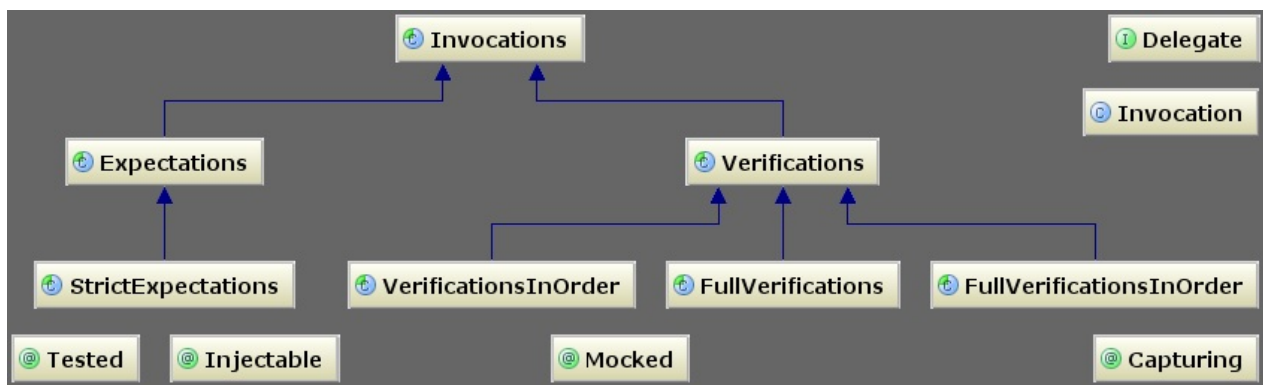 Invocations
Delegate
Invocation
Expectations
Verifications
StrictExpectations
VerificationsInOrder
FullVerifications
FullVerificationsInOrder
@ Tested
@ Injectable
@ Mocked
@ Capturing